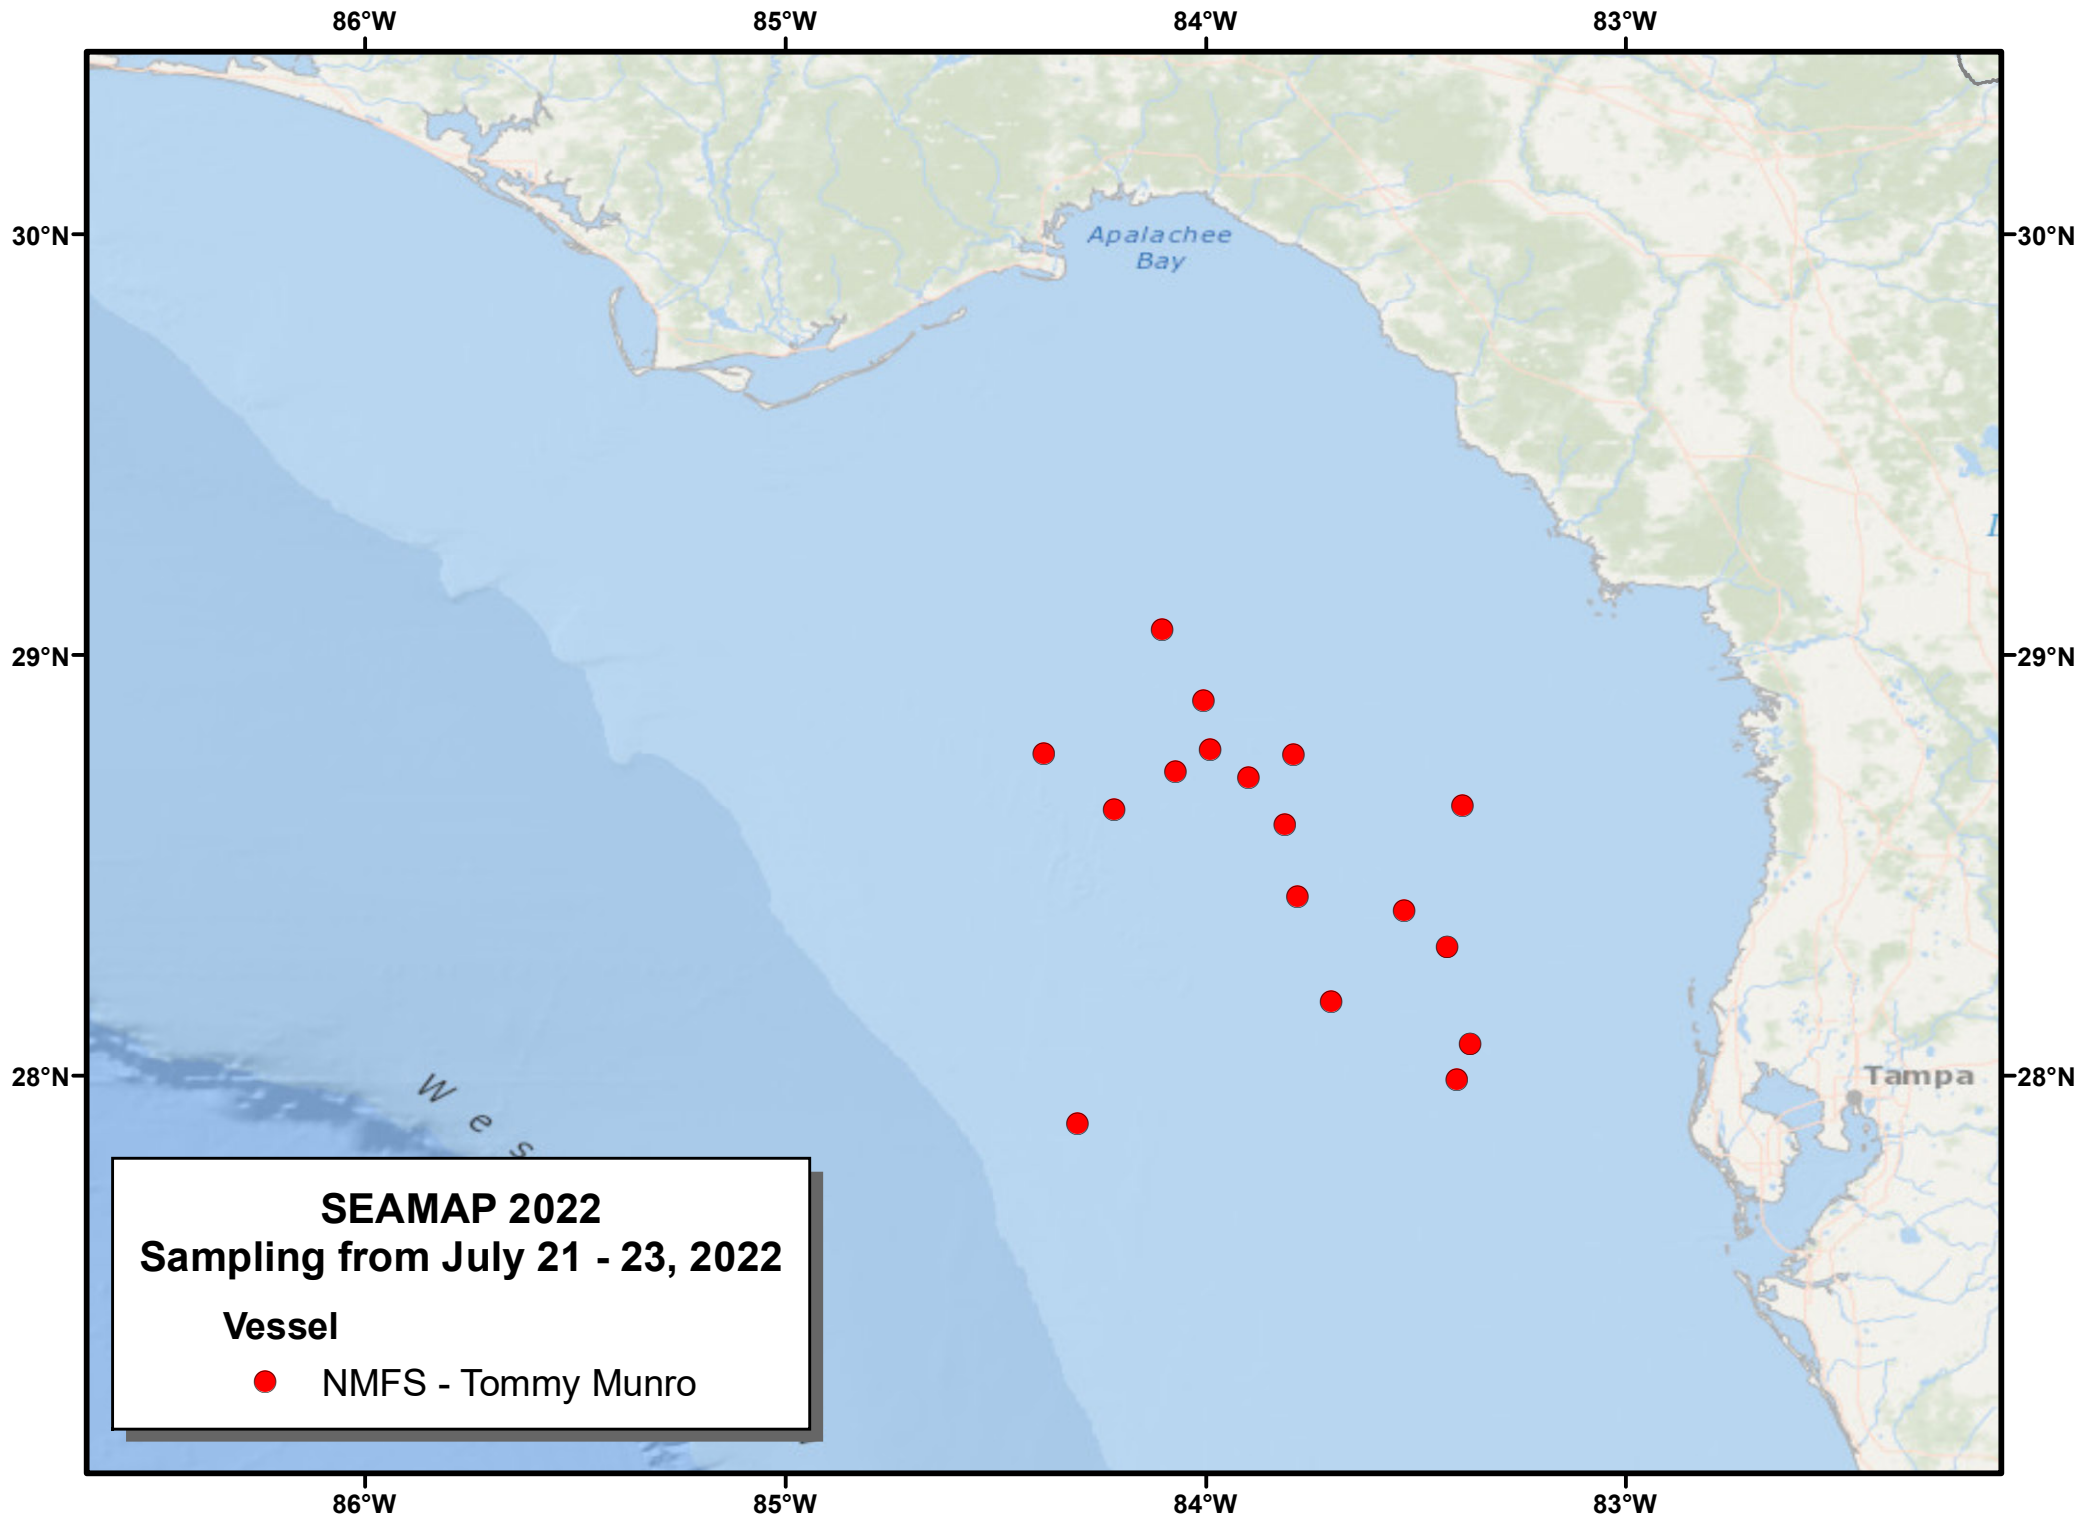 86°W 85°W 84°W 83°W
30°N 30°N
Apalachee
Bay
29°N 29°N
28°N 28°N
Tampa
W e s
SEAMAP 2022
Sampling from July 21 - 23, 2022
Vessel
NMFS - Tommy Munro
86°W 85°W 84°W 83°W